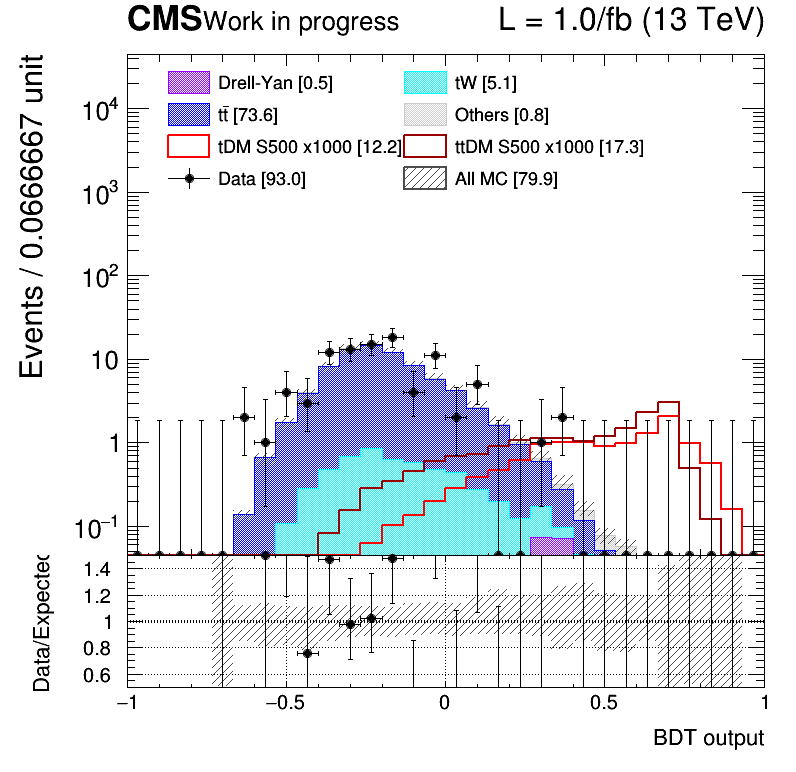 CMS Work in progress L = 1.0/fb (13 TeV)
Events / 0.0666667 unit
Drell-Yan [0.5] tW [5.1]
tt̄ [73.6] Others [0.8]
tDM S500 x1000 [12.2] ttDM S500 x1000 [17.3]
Data [93.0] All MC [79.9]
10⁴
10³
10²
10
1
10⁻¹
Data/Expected
1.4
1.2
1
0.8
0.6
−1 −0.5 0 0.5 1
BDT output